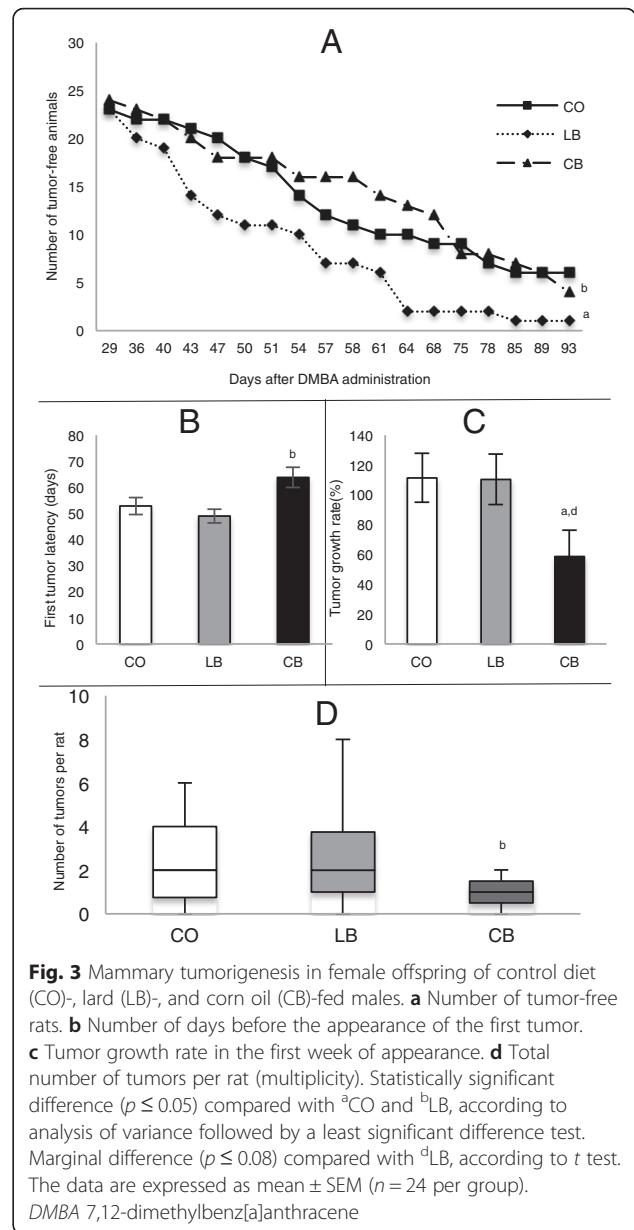 A
Number of tumor-free animals
30
25
20
15
10
5
0
CO
LB
CB
b
a
29 36 40 43 47 50 51 54 57 58 61 64 68 75 78 85 89 93
Days after DMBA administration
B
First tumor latency (days)
80
70
60
50
40
30
20
10
0
b
CO LB CB
C
Tumor growth rate(%)
140
120
100
80
60
40
20
0
a,d
CO LB CB
D
Number of tumors per rat
10
8
6
4
2
0
b
CO LB CB
Fig. 3 Mammary tumorigenesis in female offspring of control diet
(CO)-, lard (LB)-, and corn oil (CB)-fed males. a Number of tumor-free
rats. b Number of days before the appearance of the first tumor.
c Tumor growth rate in the first week of appearance. d Total
number of tumors per rat (multiplicity). Statistically significant
difference (p ≤ 0.05) compared with aCO and bLB, according to
analysis of variance followed by a least significant difference test.
Marginal difference (p ≤ 0.08) compared with dLB, according to t test.
The data are expressed as mean ± SEM (n = 24 per group).
DMBA 7,12-dimethylbenz[a]anthracene